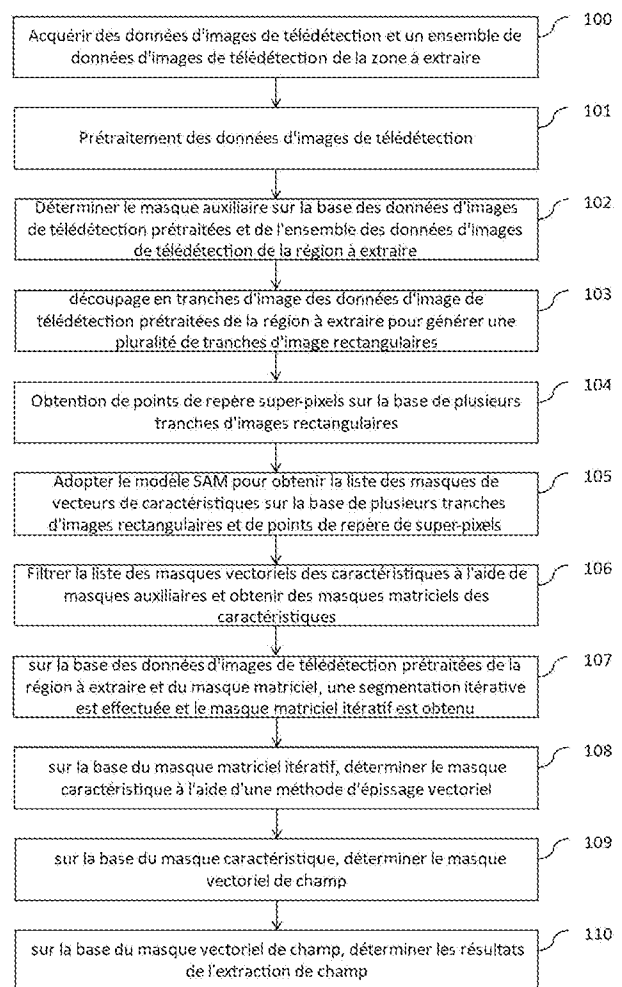 100
Acquérir des données d'images de télédétection et un ensemble de
données d'images de télédétection de la zone à extraire
101
Prétraitement des données d'images de télédétection
102
Déterminer le masque auxiliaire sur la base des données d'images
de télédétection prétraitées et de l'ensemble des données d'images
de télédétection de la région à extraire
103
découpage en tranches d'image des données d'image de
télédétection prétraitées de la région à extraire pour générer une
pluralité de tranches d'image rectangulaires
104
Obtention de points de repère super-pixels sur la base de plusieurs
tranches d'images rectangulaires
105
Adopter le modèle SAM pour obtenir la liste des masques de
vecteurs de caractéristiques sur la base de plusieurs tranches
d'images rectangulaires et de points de repère de super-pixels
106
Filtrer la liste des masques vectoriels des caractéristiques à l'aide de
masques auxiliaires et obtenir des masques matriciels des
caractéristiques
107
sur la base des données d'images de télédétection prétraitées de la
région à extraire et du masque matriciel, une segmentation itérative
est effectuée et le masque matriciel itératif est obtenu
108
sur la base du masque matriciel itératif, déterminer le masque
caractéristique à l'aide d'une méthode d'épissage vectoriel
109
sur la base du masque caractéristique, déterminer le masque
vectoriel de champ
110
sur la base du masque vectoriel de champ, déterminer les résultats
de l'extraction de champ